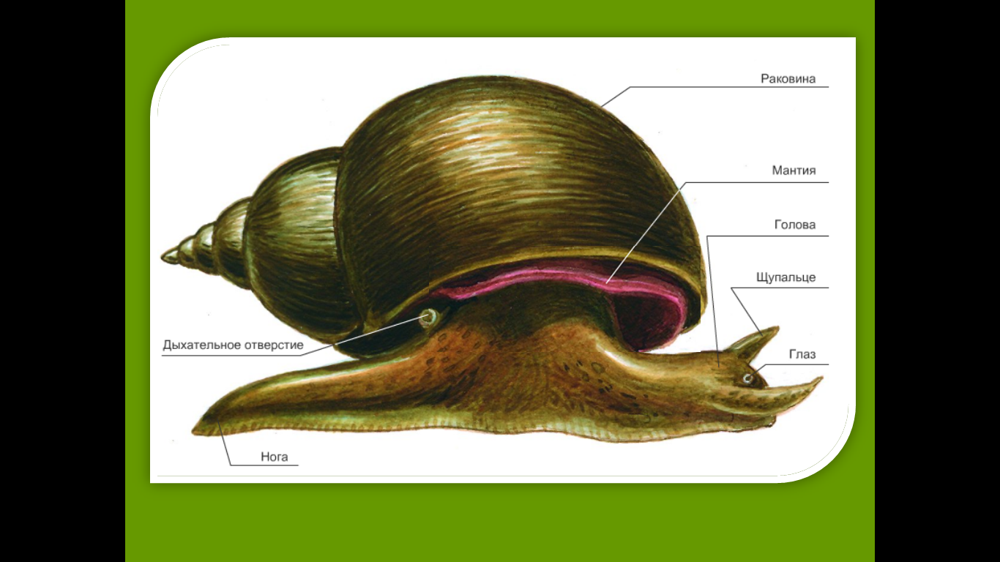 Раковина
Мантия
Голова
Щупальце
Дыхательное отверстие
Глаз
Нога